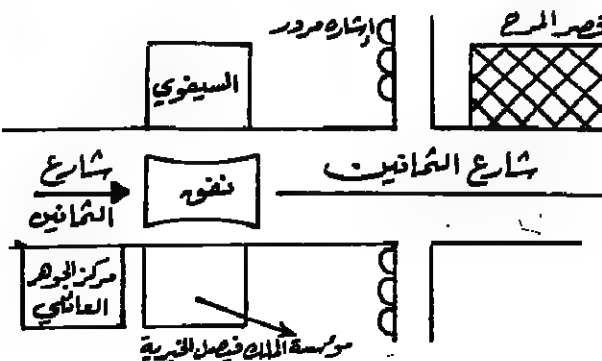 إشارة مرور
قصر المرح
السيفوي
شارع الثمانين
شارع
الثمانين
نفق
مركز الجوهر
العائلي
مؤسسة الملك فيصل الخيرية